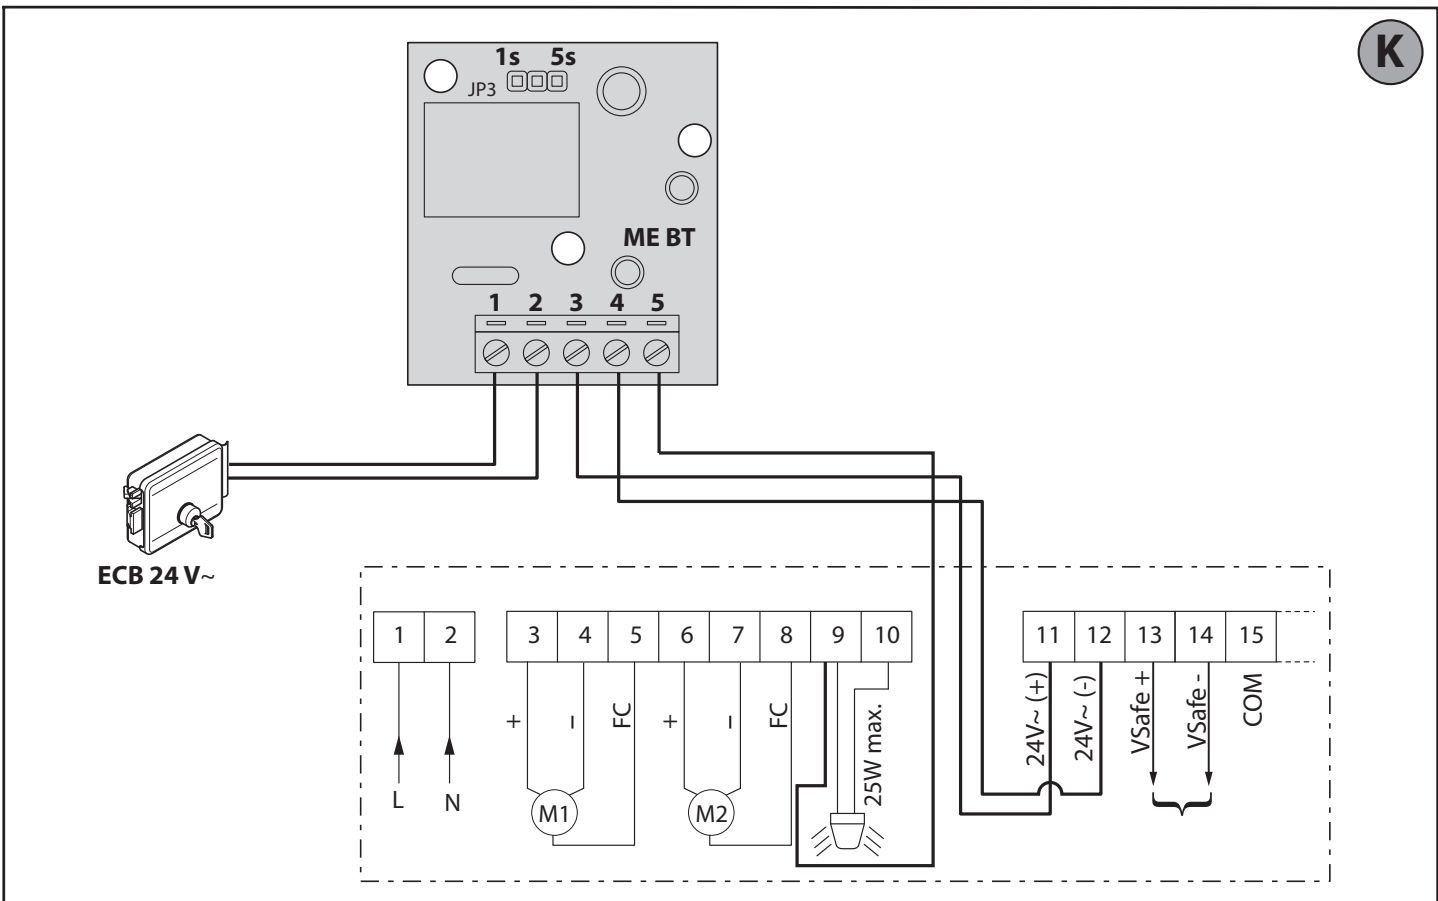 K
1s 5s
JP3
ME BT
1 2 3 4 5
ECB 24 V~
1 2 3 4 5 6 7 8 9 10 11 12 13 14 15
+ – FC + – FC 25W max. 24V~ (+) 24V~ (-) VSafe + VSafe - COM
L N M1 M2